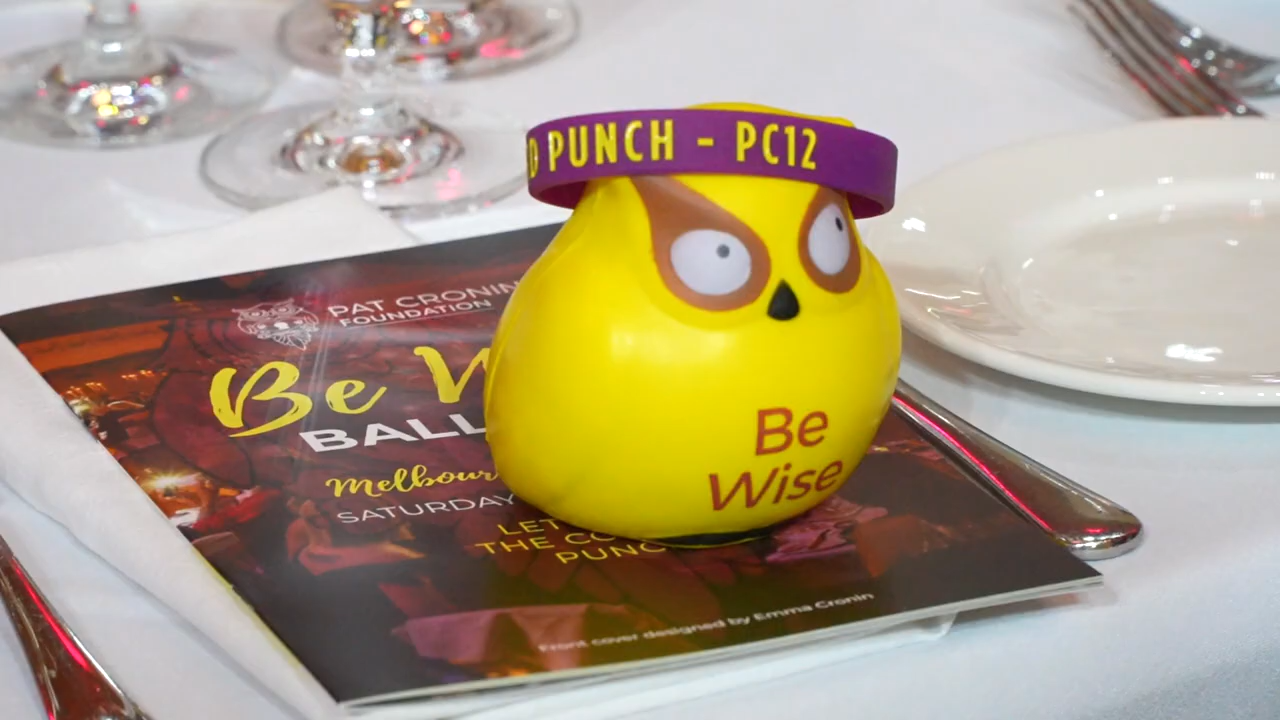 PUNCH - PC12
PAT CRONIN
FOUNDATION
Be
BALL
Melbour
SATURDAY
LET
THE CO
PUNC
Be
Wise
Front cover designed by Emma Cronin